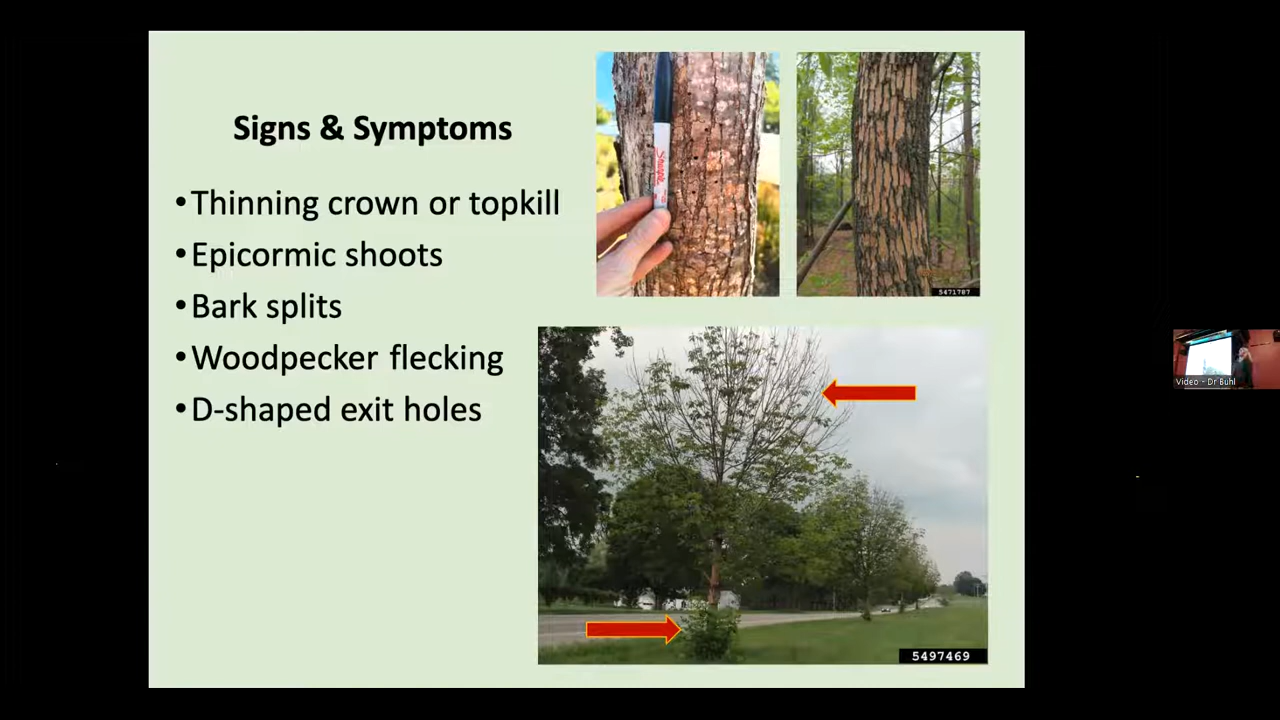 Signs & Symptoms
•Thinning crown or topkill
•Epicormic shoots
•Bark splits
•Woodpecker flecking
•D-shaped exit holes
Sharpie
5471787
5497469
Video - Dr Buhl